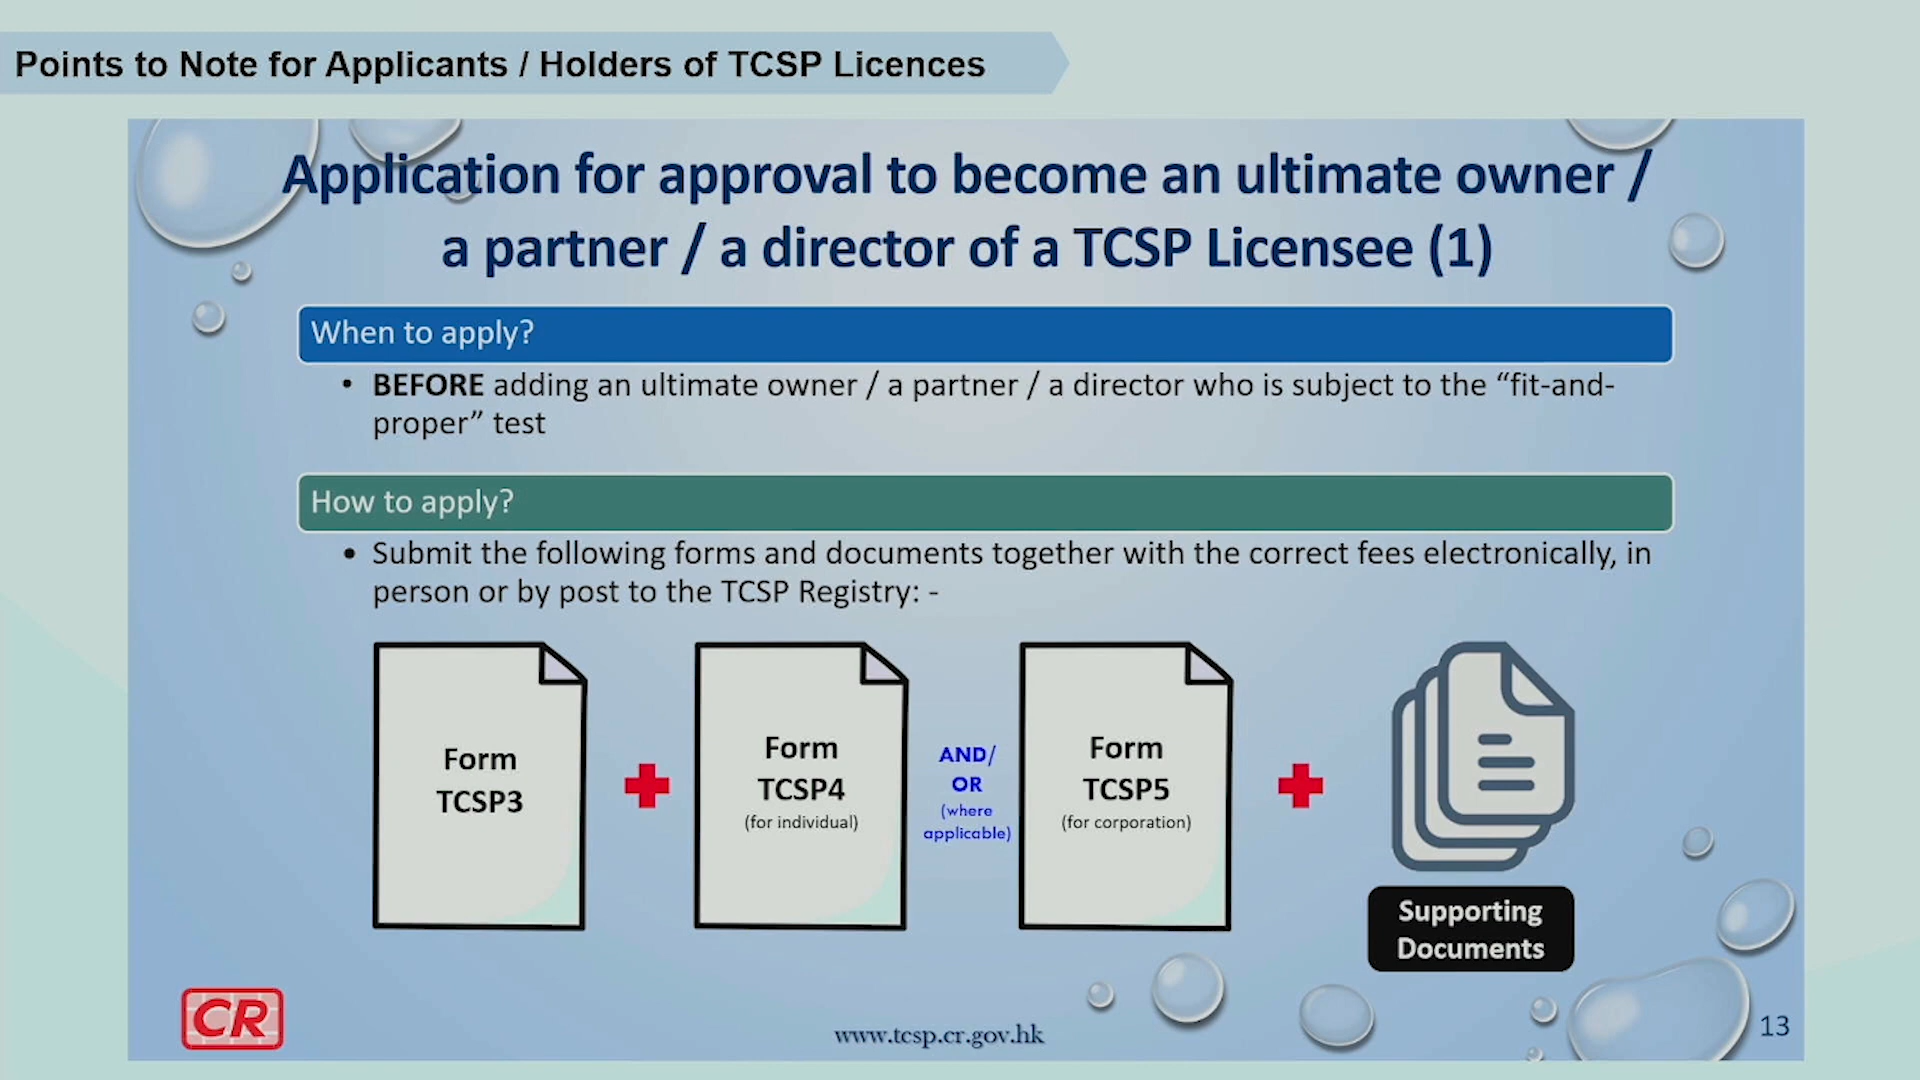 Points to Note for Applicants / Holders of TCSP Licences
Application for approval to become an ultimate owner /
a partner / a director of a TCSP Licensee (1)
When to apply?
• BEFORE adding an ultimate owner / a partner / a director who is subject to the “fit-and-
proper” test
How to apply?
• Submit the following forms and documents together with the correct fees electronically, in
person or by post to the TCSP Registry: -
Form
TCSP3
Form
TCSP4
(for individual)
AND/
OR
(where
applicable)
Form
TCSP5
(for corporation)
Supporting
Documents
CR
www.tcsp.cr.gov.hk
13